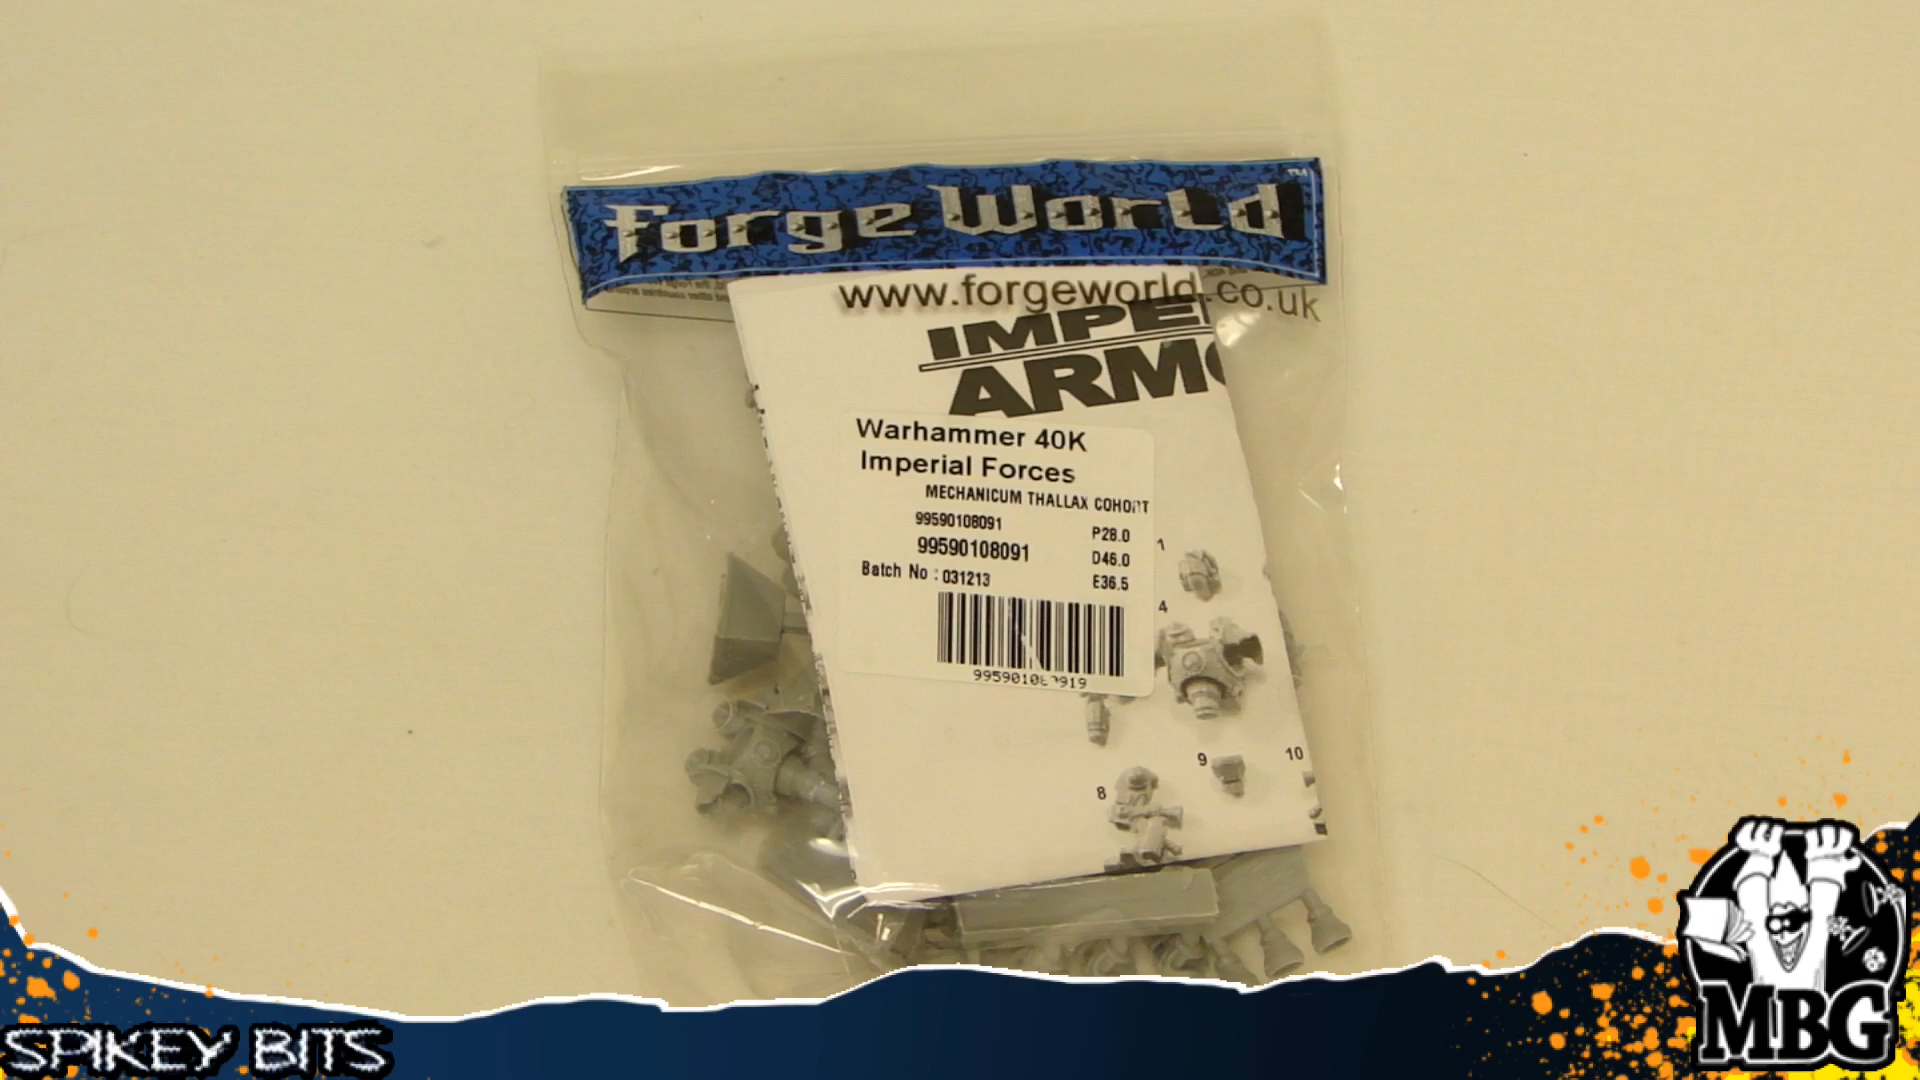 Forge World™
www.forgeworld.co.uk
IMPE
ARM
Warhammer 40K
Imperial Forces
MECHANICUM THALLAX COHORT
99590108091
P28.0
99590108091
D46.0
Batch No : 031213
E36.5
1
4
8
9
10
SPIKEY BITS
MBG